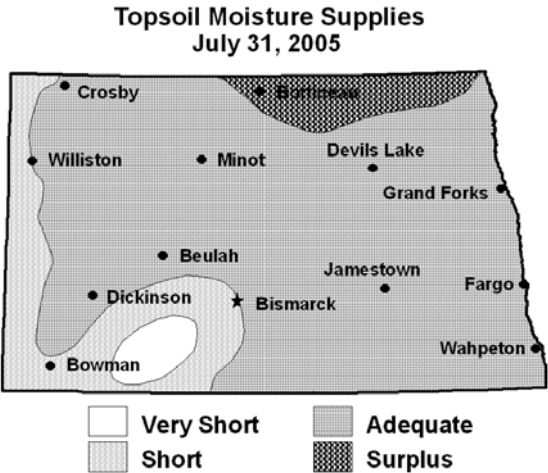 Topsoil Moisture Supplies
July 31, 2005
Crosby
Bottineau
Williston
Minot
Devils Lake
Grand Forks
Beulah
Jamestown
Dickinson
Bismarck
Fargo
Wahpeton
Bowman
Very Short
Adequate
Short
Surplus